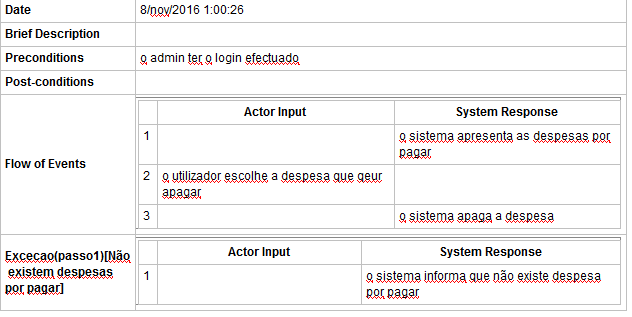 Date 8/nov/2016 1:00:26
Brief Description
Preconditions o admin ter o login efectuado
Post-conditions
Flow of Events
Actor Input System Response
1 o sistema apresenta as despesas por
pagar
2 o utilizador escolhe a despesa que qeur
apagar
3 o sistema apaga a despesa
Excecao(passo1)[Não
existem despesas
por pagar]
Actor Input System Response
1 o sistema informa que não existe despesa
por pagar